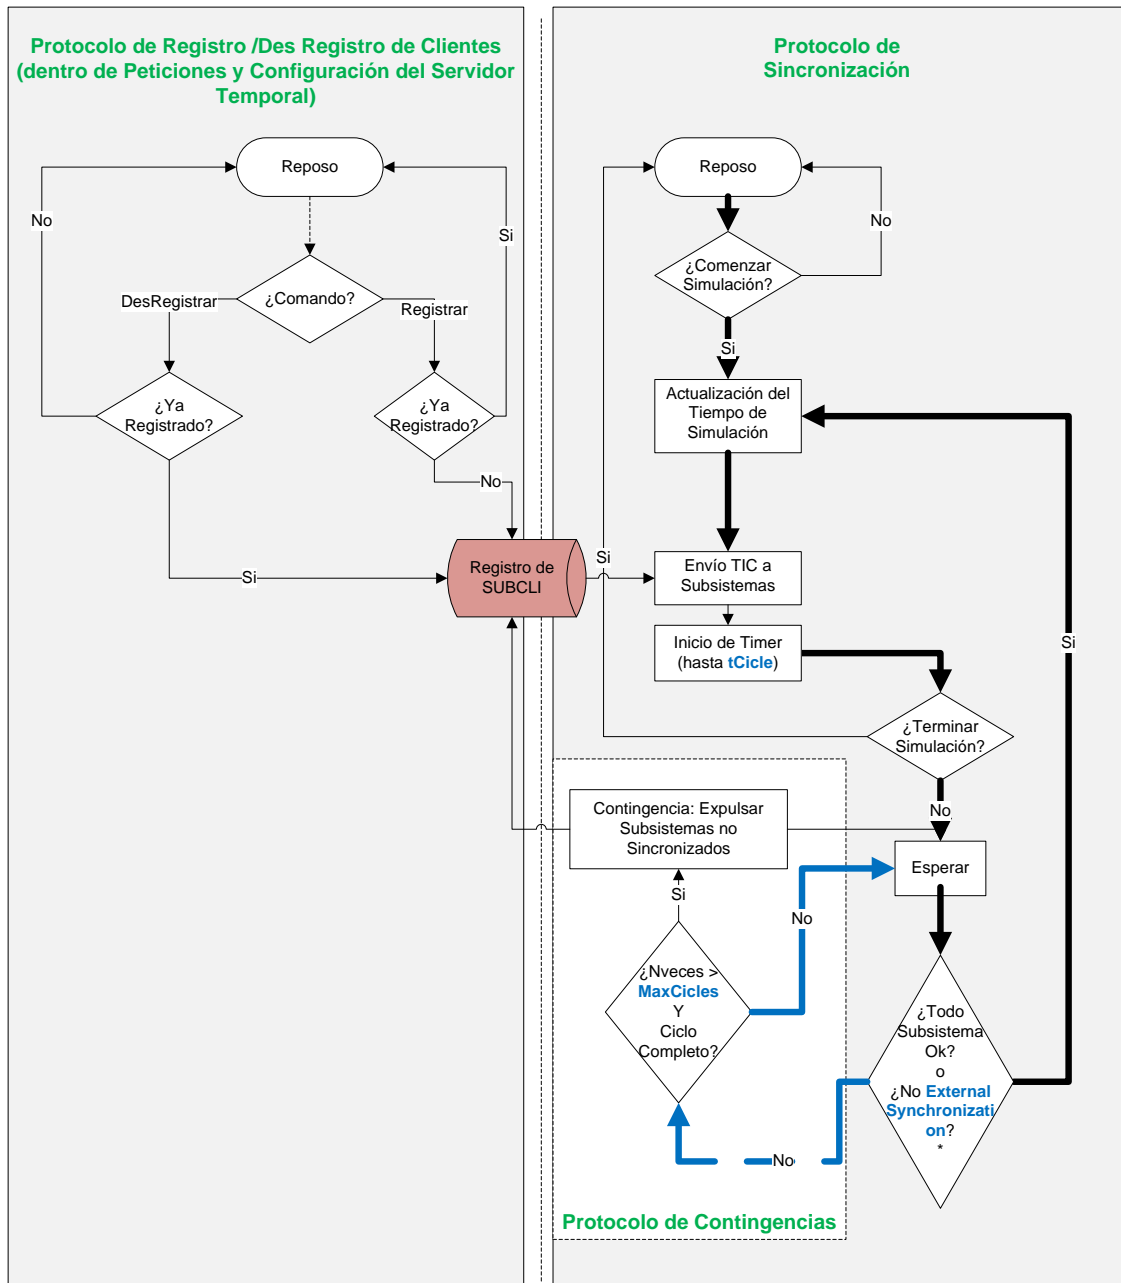 Protocolo de Registro /Des Registro de Clientes
(dentro de Peticiones y Configuración del Servidor
Temporal)
Reposo
No
Si
¿Comando?
DesRegistrar
Registrar
¿Ya
Registrado?
¿Ya
Registrado?
No
Si
Registro de
SUBCLI
Protocolo de
Sincronización
Reposo
No
¿Comenzar
Simulación?
Si
Actualización del
Tiempo de
Simulación
Si
Envío TIC a
Subsistemas
Inicio de Timer
(hasta tCicle)
Si
¿Terminar
Simulación?
No
Contingencia: Expulsar
Subsistemas no
Sincronizados
Esperar
Si
No
¿Nveces >
MaxCicles
Y
Ciclo
Completo?
¿Todo
Subsistema
Ok?
o
¿No External
Synchronizati
on?
*
No
Protocolo de Contingencias